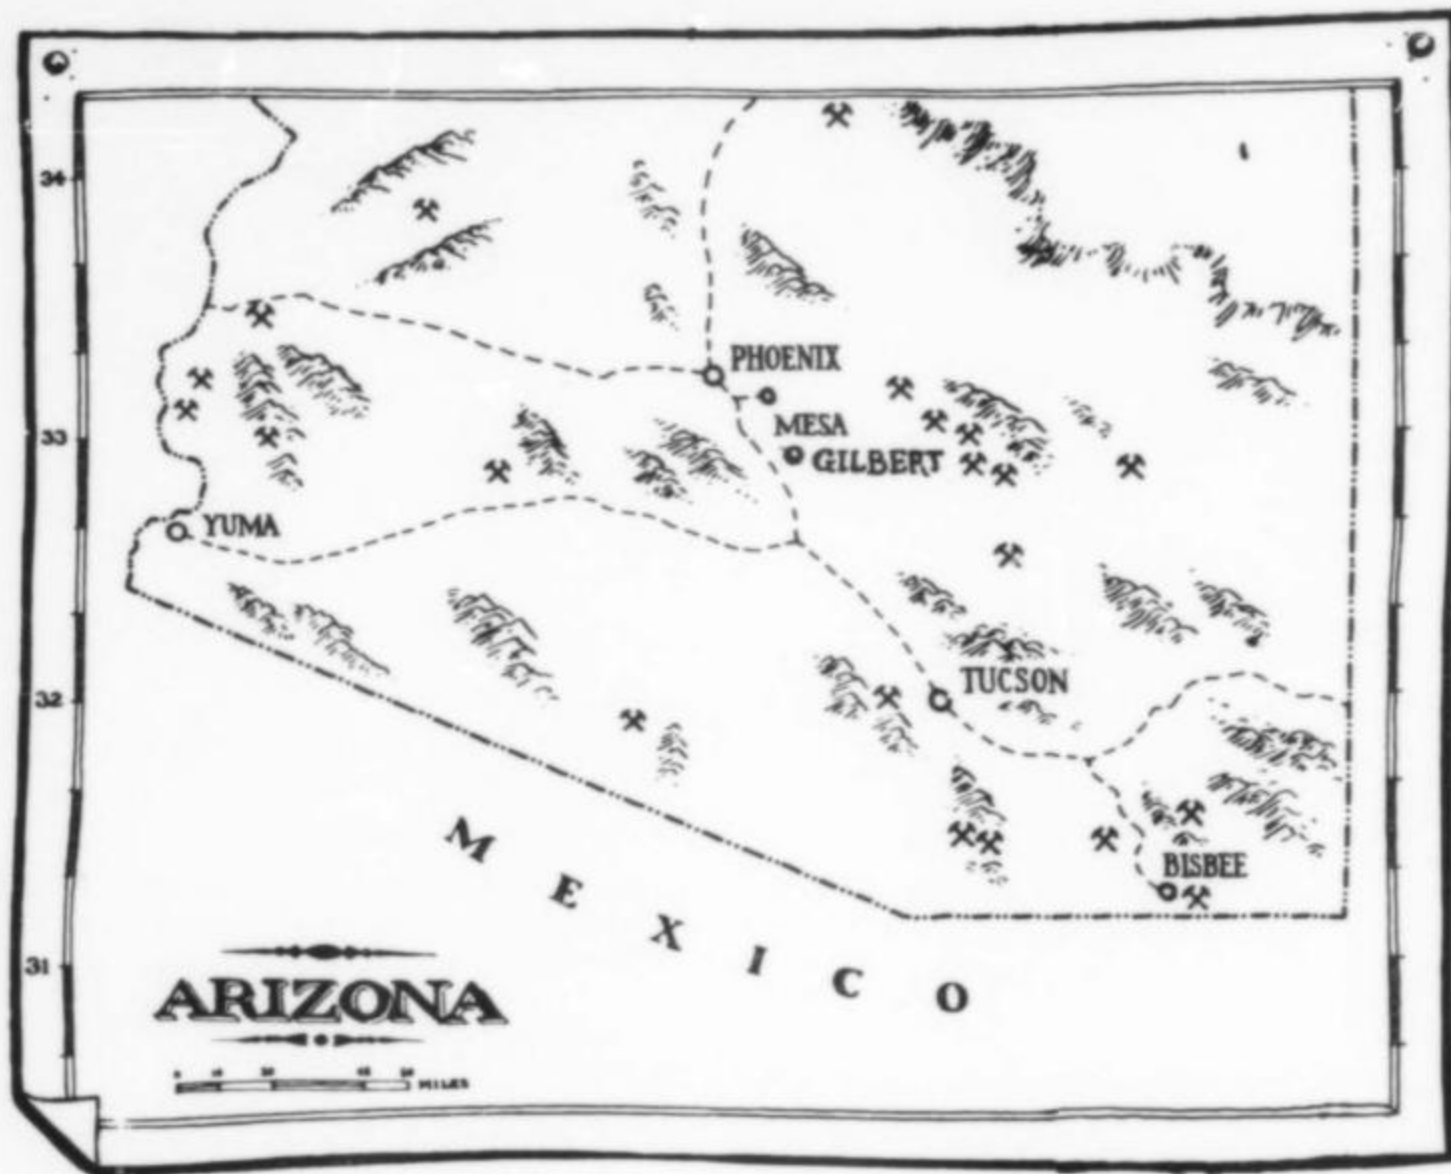 34
PHOENIX
MESA
33
GILBERT
YUMA
TUCSON
32
MEXICO
BISBEE
31
ARIZONA
MILES